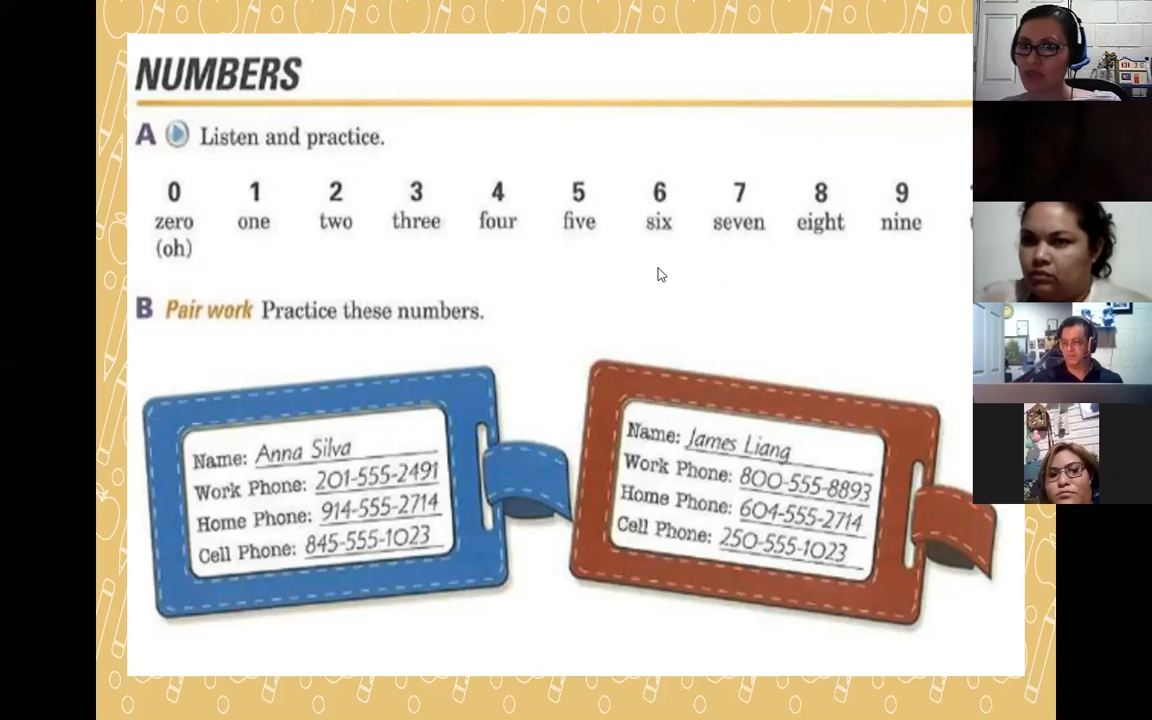 NUMBERS
A Listen and practice.
0 1 2 3 4 5 6 7 8 9
zero one two three four five six seven eight nine
(oh)
B Pair work Practice these numbers.
Name: Anna Silva
Work Phone: 201-555-2491
Home Phone: 914-555-2714
Cell Phone: 845-555-1023
Name: James Liang
Work Phone: 800-555-8893
Home Phone: 604-555-2714
Cell Phone: 250-555-1023